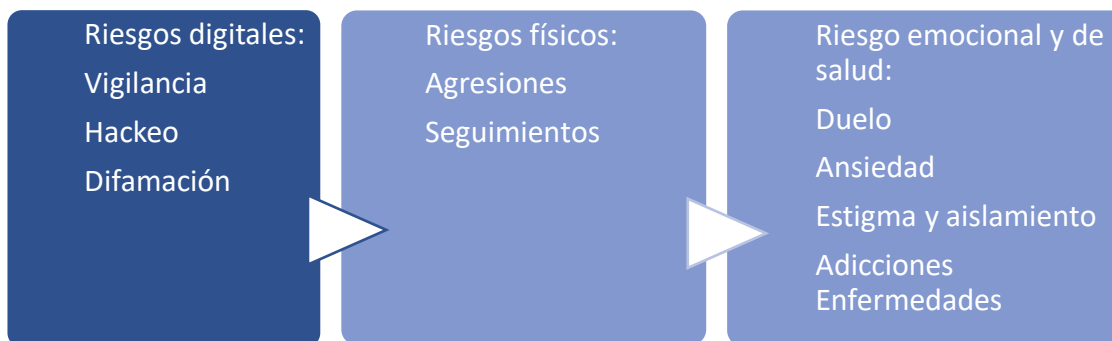 Riesgos digitales:
Vigilancia
Hackeo
Difamación
Riesgos físicos:
Agresiones
Seguimientos
Riesgo emocional y de
salud:
Duelo
Ansiedad
Estigma y aislamiento
Adicciones
Enfermedades